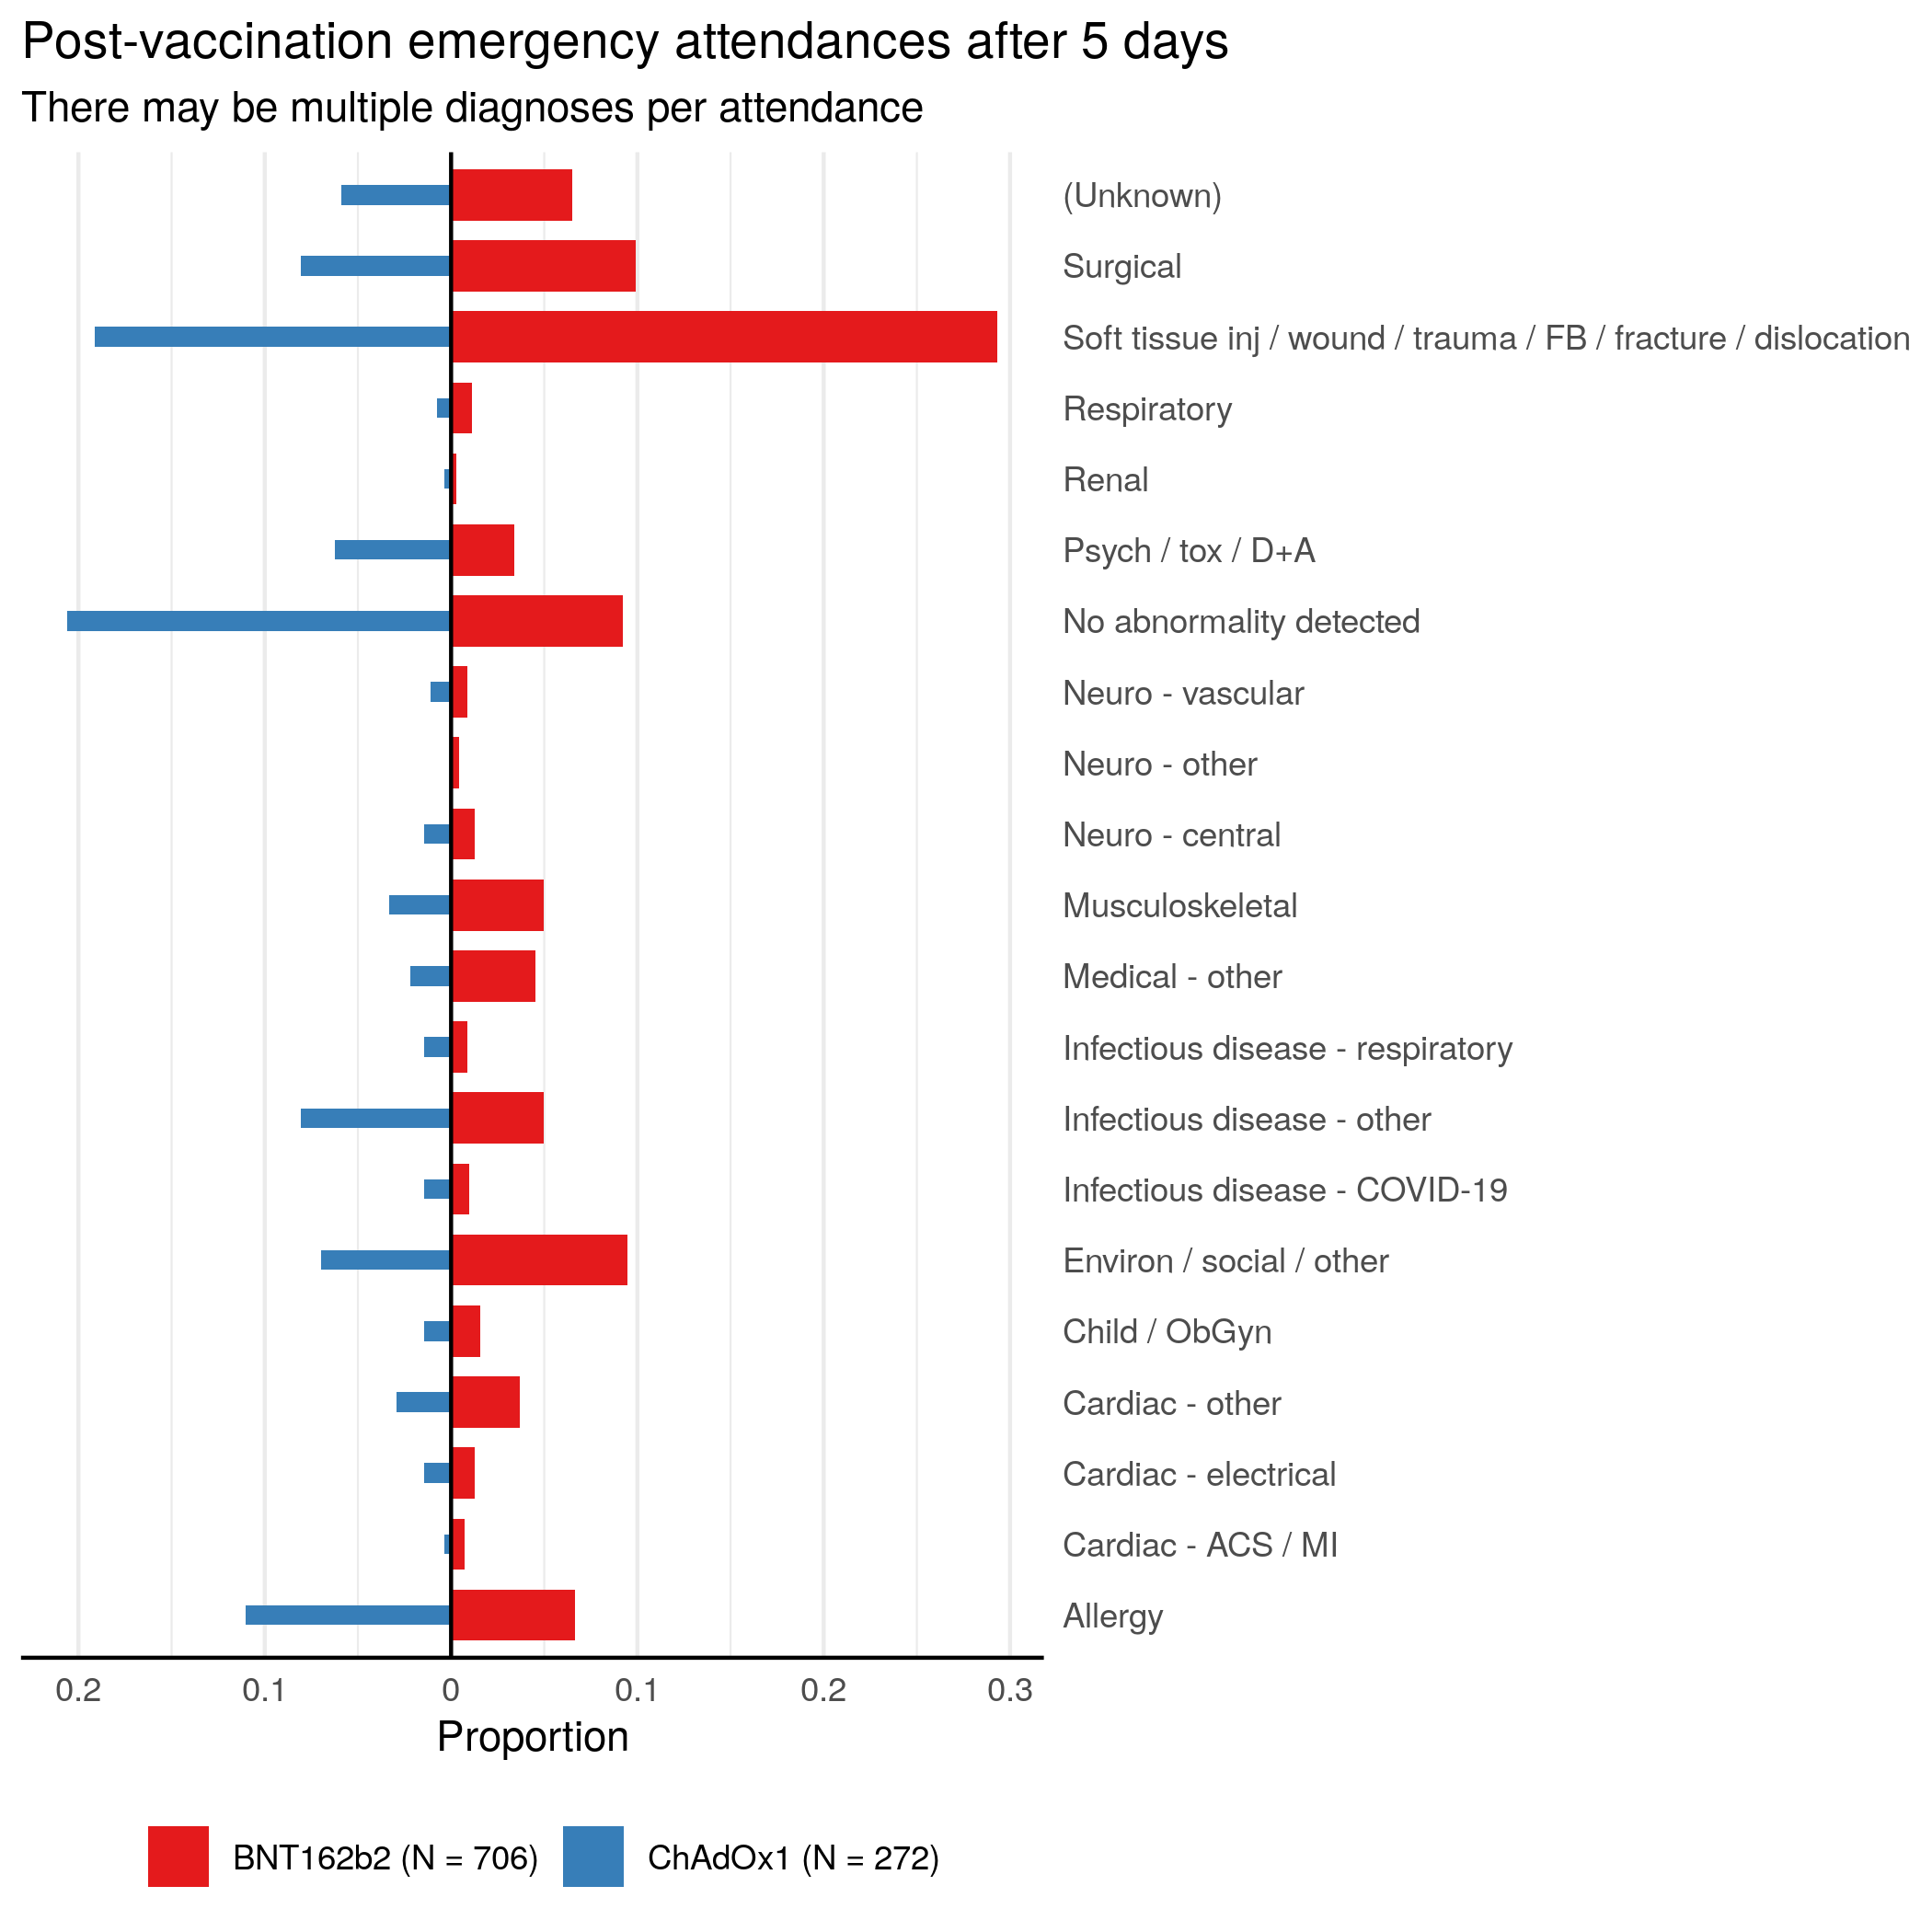 Post-vaccination emergency attendances after 5 days
There may be multiple diagnoses per attendance
(Unknown)
Surgical
Soft tissue inj / wound / trauma / FB / fracture / dislocation
Respiratory
Renal
Psych / tox / D+A
No abnormality detected
Neuro - vascular
Neuro - other
Neuro - central
Musculoskeletal
Medical - other
Infectious disease - respiratory
Infectious disease - other
Infectious disease - COVID-19
Environ / social / other
Child / ObGyn
Cardiac - other
Cardiac - electrical
Cardiac - ACS / MI
Allergy
0.2 0.1 0 0.1 0.2 0.3
Proportion
BNT162b2 (N = 706) ChAdOx1 (N = 272)